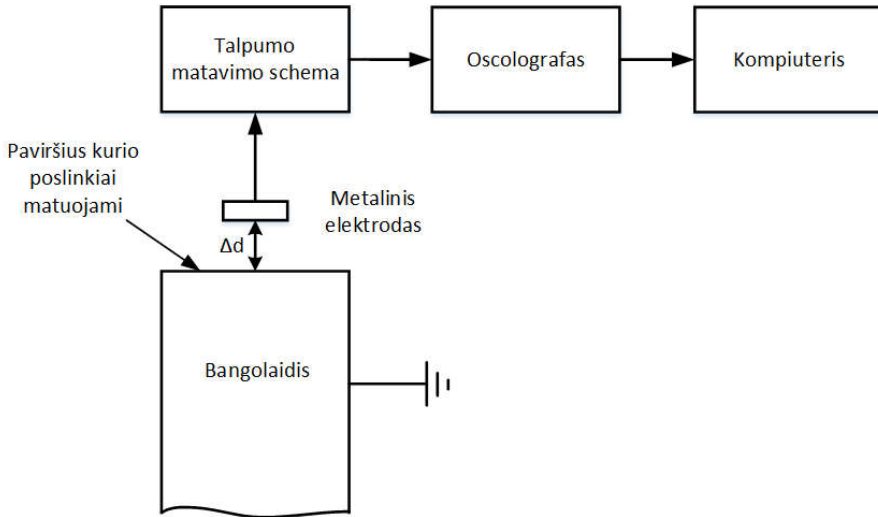 Talpumo
matavimo schema
Oscolografas
Kompiuteris
Paviršius kurio
poslinkiai
matuojami
Metalinis
elektrodas
Δd
Bangolaidis